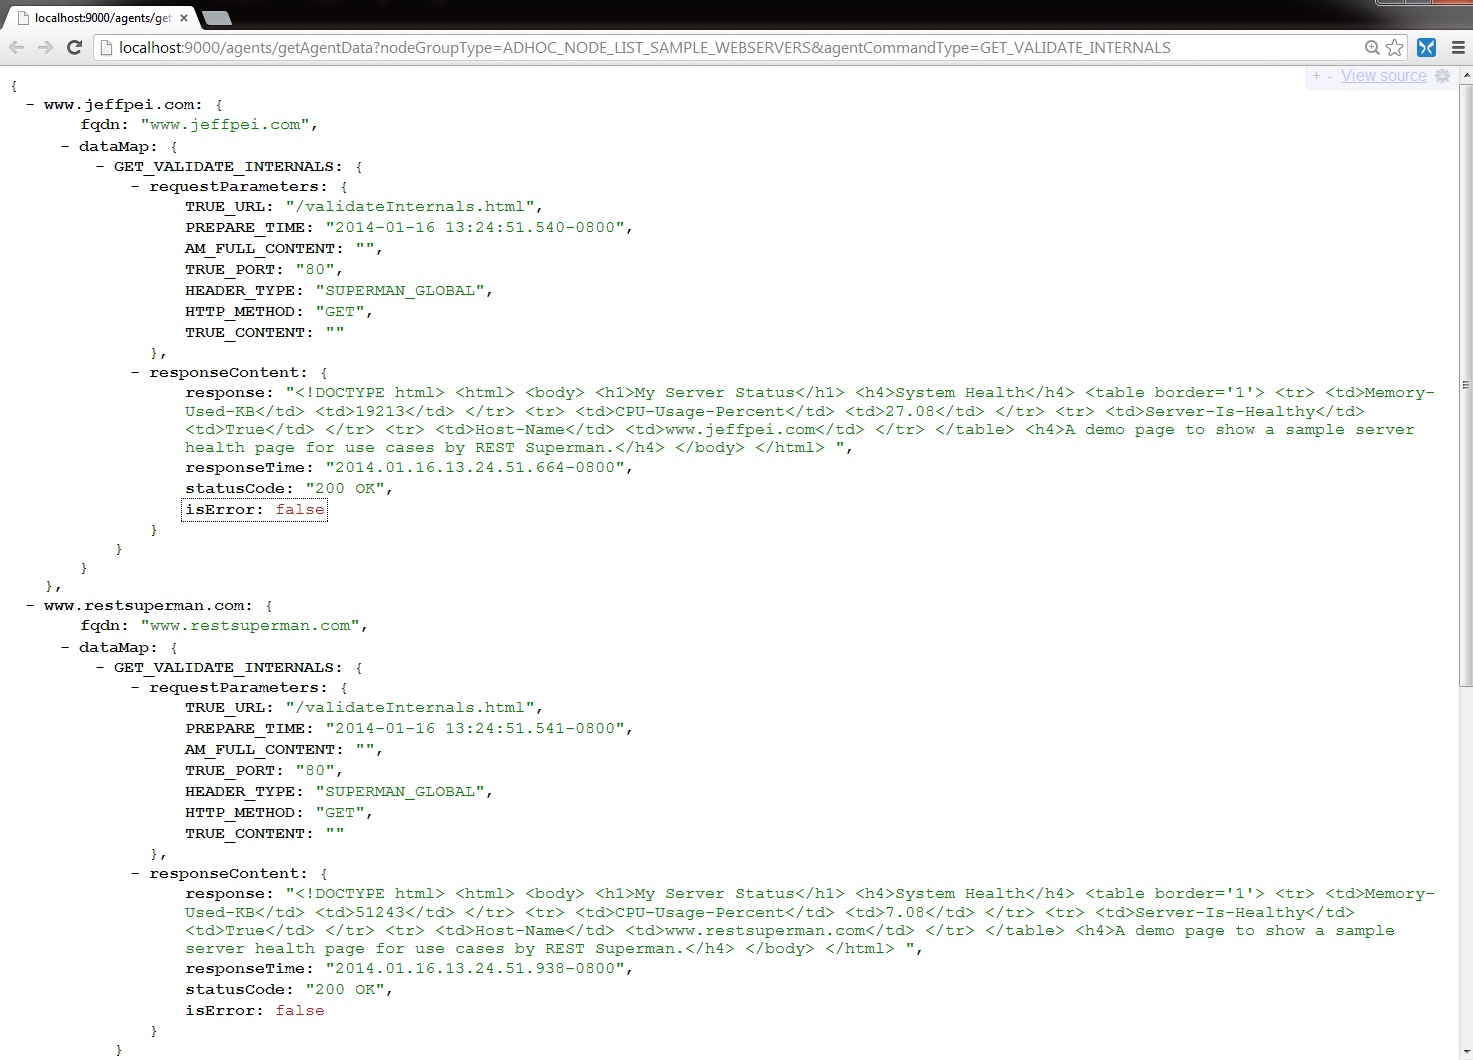 localhost:9000/agents/get
localhost:9000/agents/getAgentData?nodeGroupType=ADHOC_NODE_LIST_SAMPLE_WEBSERVERS&agentCommandType=GET_VALIDATE_INTERNALS
+ - View source
{
- www.jeffpei.com: {
fqdn: "www.jeffpei.com",
- dataMap: {
- GET_VALIDATE_INTERNALS: {
- requestParameters: {
TRUE_URL: "/validateInternals.html",
PREPARE_TIME: "2014-01-16 13:24:51.540-0800",
AM_FULL_CONTENT: "",
TRUE_PORT: "80",
HEADER_TYPE: "SUPERMAN_GLOBAL",
HTTP_METHOD: "GET",
TRUE_CONTENT: ""
},
- responseContent: {
response: "<!DOCTYPE html> <html> <body> <h1>My Server Status</h1> <h4>System Health</h4> <table border='1'> <tr> <td>Memory-
Used-KB</td> <td>19213</td> </tr> <tr> <td>CPU-Usage-Percent</td> <td>27.08</td> </tr> <tr> <td>Server-Is-Healthy</td>
<td>True</td> </tr> <tr> <td>Host-Name</td> <td>www.jeffpei.com</td> </tr> </table> <h4>A demo page to show a sample server
health page for use cases by REST Superman.</h4> </body> </html> ",
responseTime: "2014.01.16.13.24.51.664-0800",
statusCode: "200 OK",
isError: false
}
}
}
},
- www.restsuperman.com: {
fqdn: "www.restsuperman.com",
- dataMap: {
- GET_VALIDATE_INTERNALS: {
- requestParameters: {
TRUE_URL: "/validateInternals.html",
PREPARE_TIME: "2014-01-16 13:24:51.541-0800",
AM_FULL_CONTENT: "",
TRUE_PORT: "80",
HEADER_TYPE: "SUPERMAN_GLOBAL",
HTTP_METHOD: "GET",
TRUE_CONTENT: ""
},
- responseContent: {
response: "<!DOCTYPE html> <html> <body> <h1>My Server Status</h1> <h4>System Health</h4> <table border='1'> <tr> <td>Memory-
Used-KB</td> <td>51243</td> </tr> <tr> <td>CPU-Usage-Percent</td> <td>7.08</td> </tr> <tr> <td>Server-Is-Healthy</td>
<td>True</td> </tr> <tr> <td>Host-Name</td> <td>www.restsuperman.com</td> </tr> </table> <h4>A demo page to show a sample
server health page for use cases by REST Superman.</h4> </body> </html> ",
responseTime: "2014.01.16.13.24.51.938-0800",
statusCode: "200 OK",
isError: false
}
}